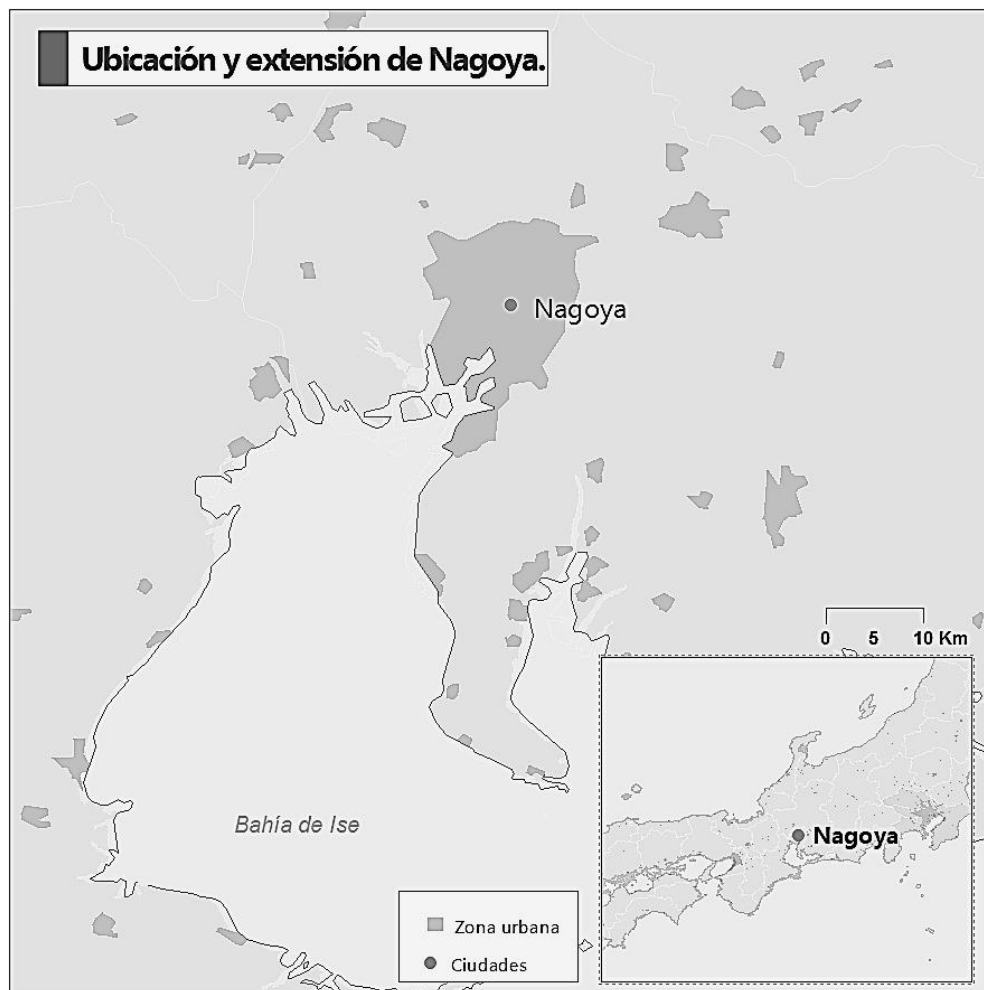 Ubicación y extensión de Nagoya.
Nagoya
0 5 10 Km
Nagoya
Bahía de Ise
Zona urbana
Ciudades